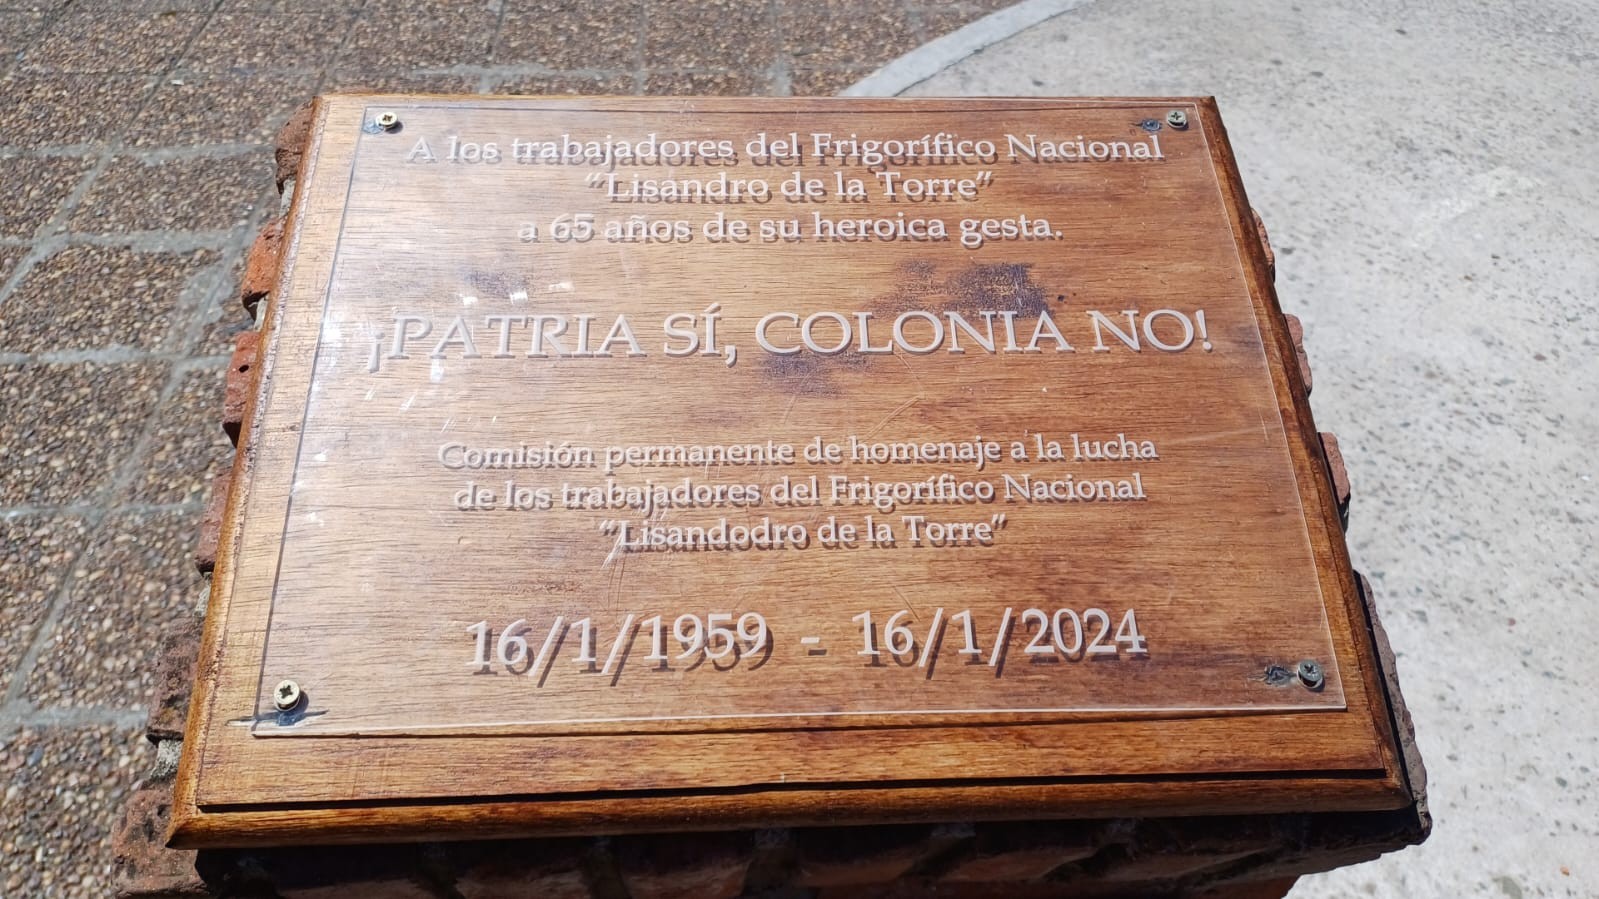 A los trabajadores del Frigorífico Nacional
“Lisandro de la Torre”
a 65 años de su heroica gesta.
¡PATRIA SÍ, COLONIA NO!
Comisión permanente de homenaje a la lucha
de los trabajadores del Frigorífico Nacional
“Lisandodro de la Torre”
16/1/1959 - 16/1/2024